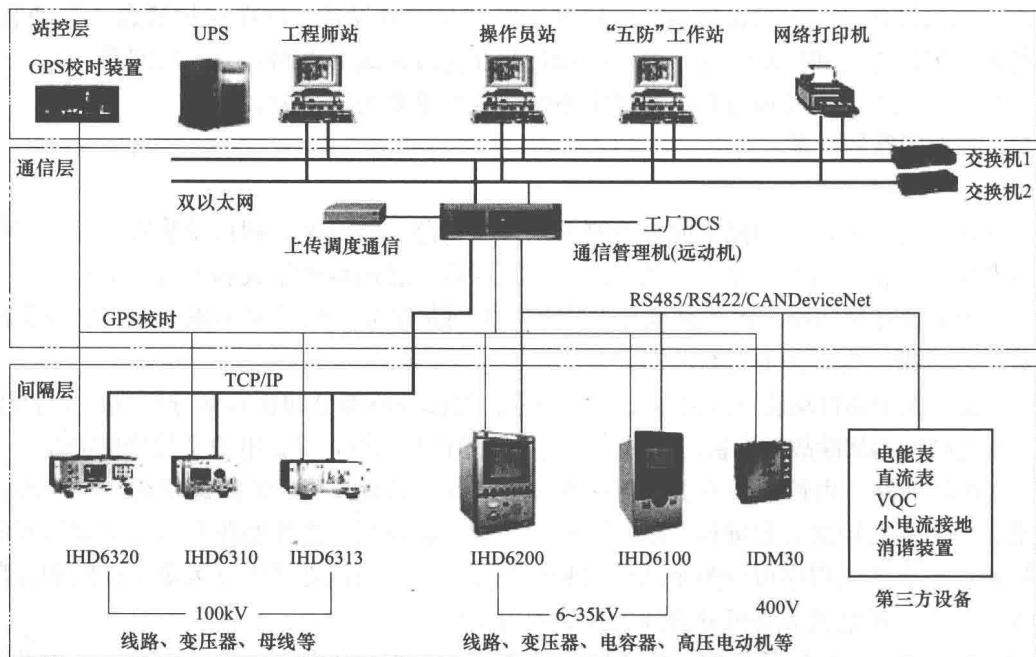 站控层
GPS校时装置
UPS
工程师站
操作员站
“五防”工作站
网络打印机
通信层
交换机1
交换机2
双以太网
上传调度通信
工厂DCS
通信管理机(远动机)
RS485/RS422/CANDeviceNet
GPS校时
间隔层
TCP/IP
IHD6320
IHD6310
IHD6313
IHD6200
IHD6100
IDM30
电能表
直流表
VQC
小电流接地
消谐装置
第三方设备
100kV
6~35kV
400V
线路、变压器、母线等
线路、变压器、电容器、高压电动机等